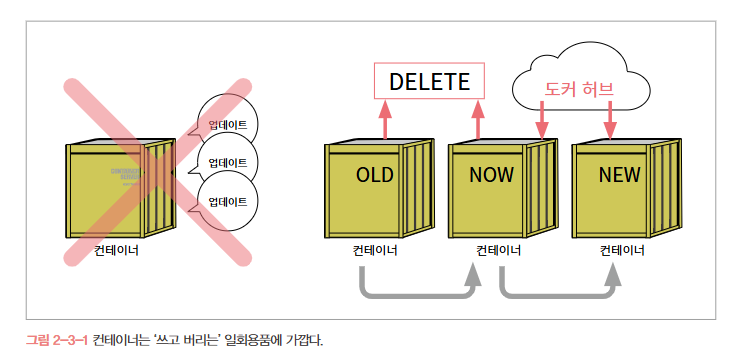 업데이트
업데이트
업데이트
컨테이너
DELETE
도커 허브
OLD
NOW
NEW
컨테이너
컨테이너
컨테이너
그림 2-3-1 컨테이너는 ‘쓰고 버리는’ 일회용품에 가깝다.